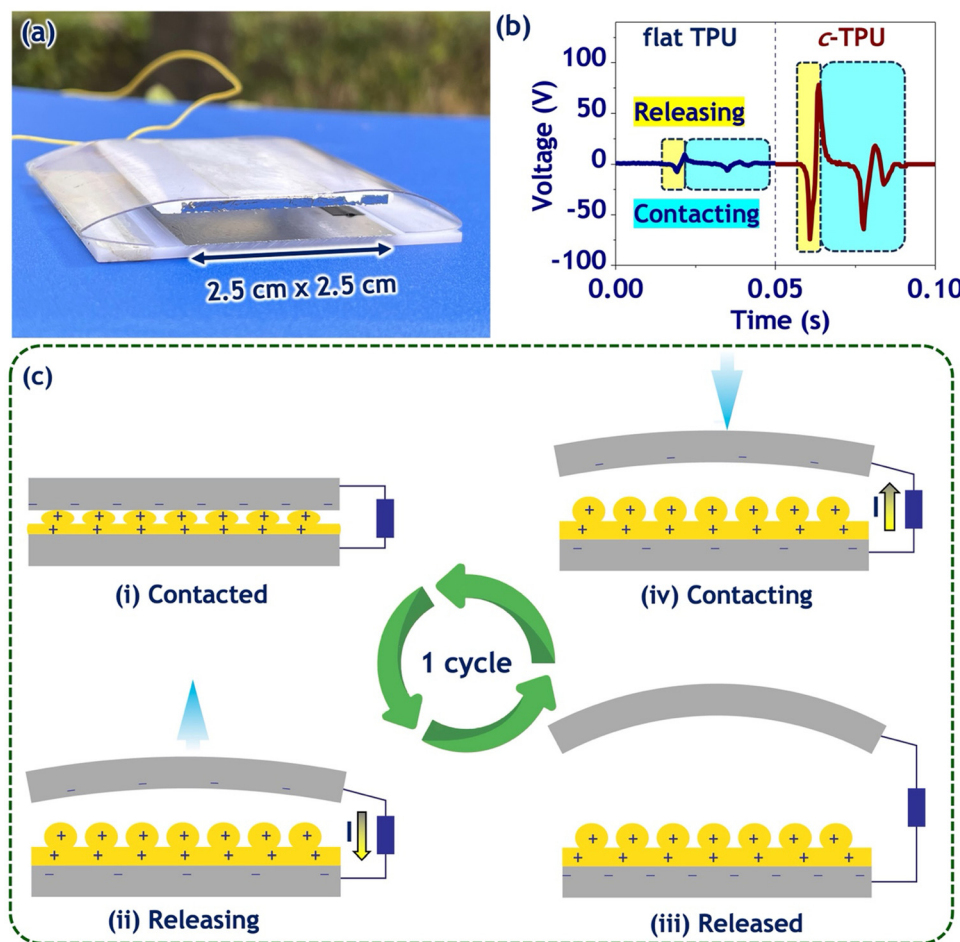 (a)
2.5 cm x 2.5 cm
(b)
flat TPU
c-TPU
100
50
0
-50
-100
Voltage (V)
Releasing
Contacting
0.00
0.05
0.10
Time (s)
(c)
- - - - - - - -
+ + + + + + +
+ + + + + + +
(i) Contacted
- - - -
I
+ + + + + + +
+ + + + + + +
- - - - - -
(iv) Contacting
1 cycle
- - - -
I
+ + + + + + +
+ + + + + + +
- - - - - -
(ii) Releasing
+ + + + + + +
+ + + + + + +
- - - - - - - -
(iii) Released